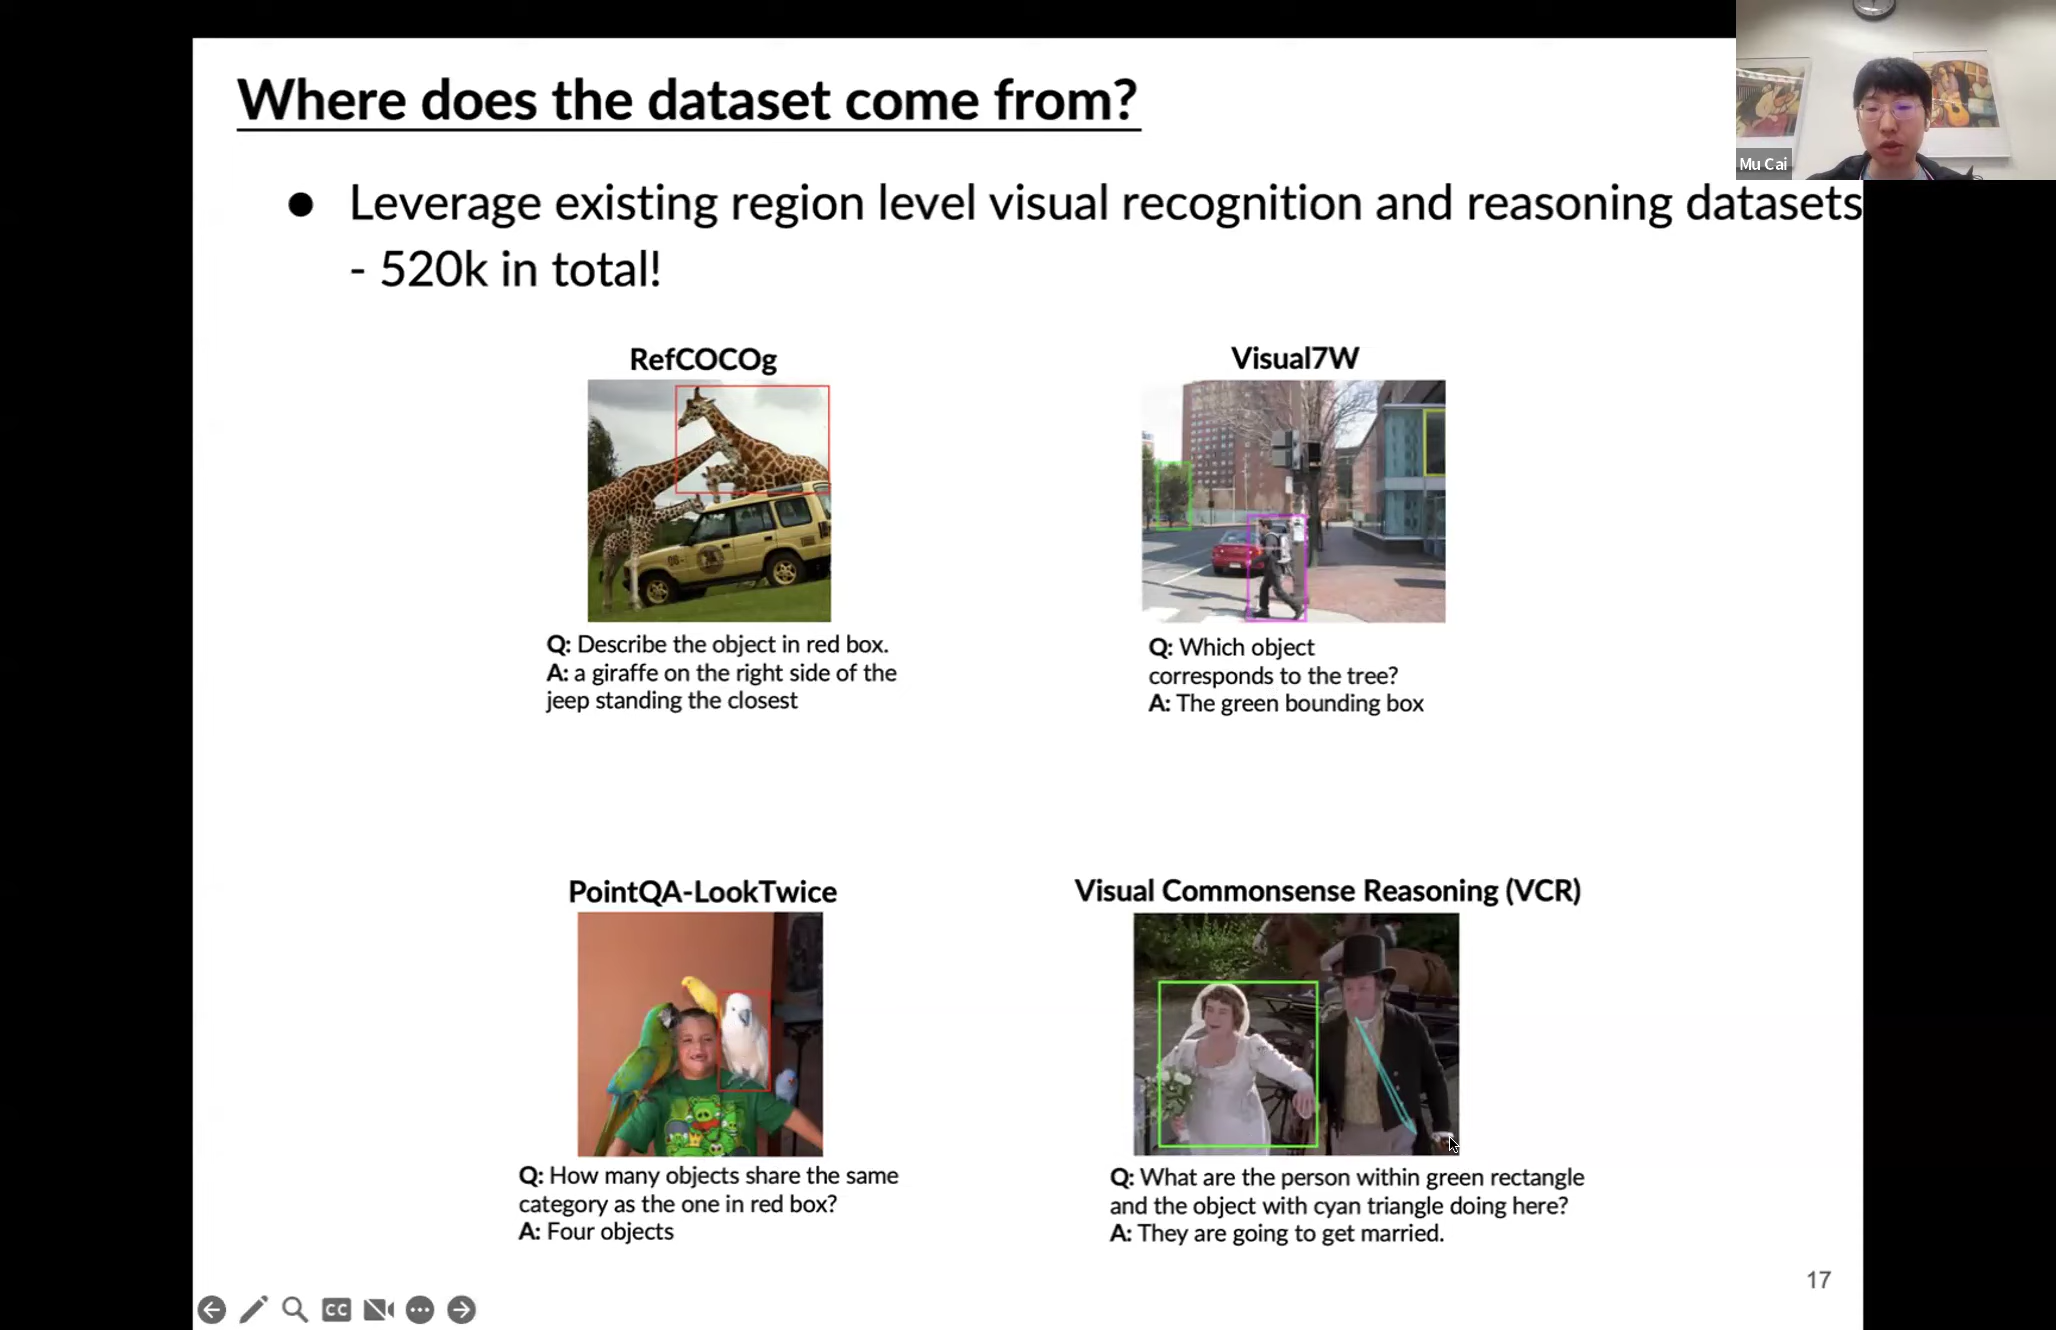 Where does the dataset come from?
Mu Cai
● Leverage existing region level visual recognition and reasoning datasets
- 520k in total!
RefCOCOg
Q: Describe the object in red box.
A: a giraffe on the right side of the
jeep standing the closest
Visual7W
Q: Which object
corresponds to the tree?
A: The green bounding box
PointQA-LookTwice
Q: How many objects share the same
category as the one in red box?
A: Four objects
Visual Commonsense Reasoning (VCR)
Q: What are the person within green rectangle
and the object with cyan triangle doing here?
A: They are going to get married.
17
CC